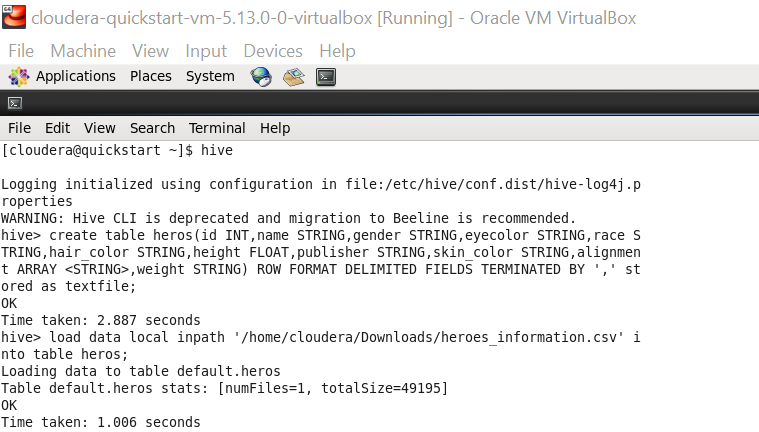 cloudera-quickstart-vm-5.13.0-0-virtualbox [Running] - Oracle VM VirtualBox
File Machine View Input Devices Help
Applications Places System
File Edit View Search Terminal Help
[cloudera@quickstart ~]$ hive
Logging initialized using configuration in file:/etc/hive/conf.dist/hive-log4j.p
roperties
WARNING: Hive CLI is deprecated and migration to Beeline is recommended.
hive> create table heros(id INT,name STRING,gender STRING,eyecolor STRING,race S
TRING,hair_color STRING,height FLOAT,publisher STRING,skin_color STRING,alignmen
t ARRAY <STRING>,weight STRING) ROW FORMAT DELIMITED FIELDS TERMINATED BY ',' st
ored as textfile;
OK
Time taken: 2.887 seconds
hive> load data local inpath '/home/cloudera/Downloads/heroes_information.csv' i
nto table heros;
Loading data to table default.heros
Table default.heros stats: [numFiles=1, totalSize=49195]
OK
Time taken: 1.006 seconds